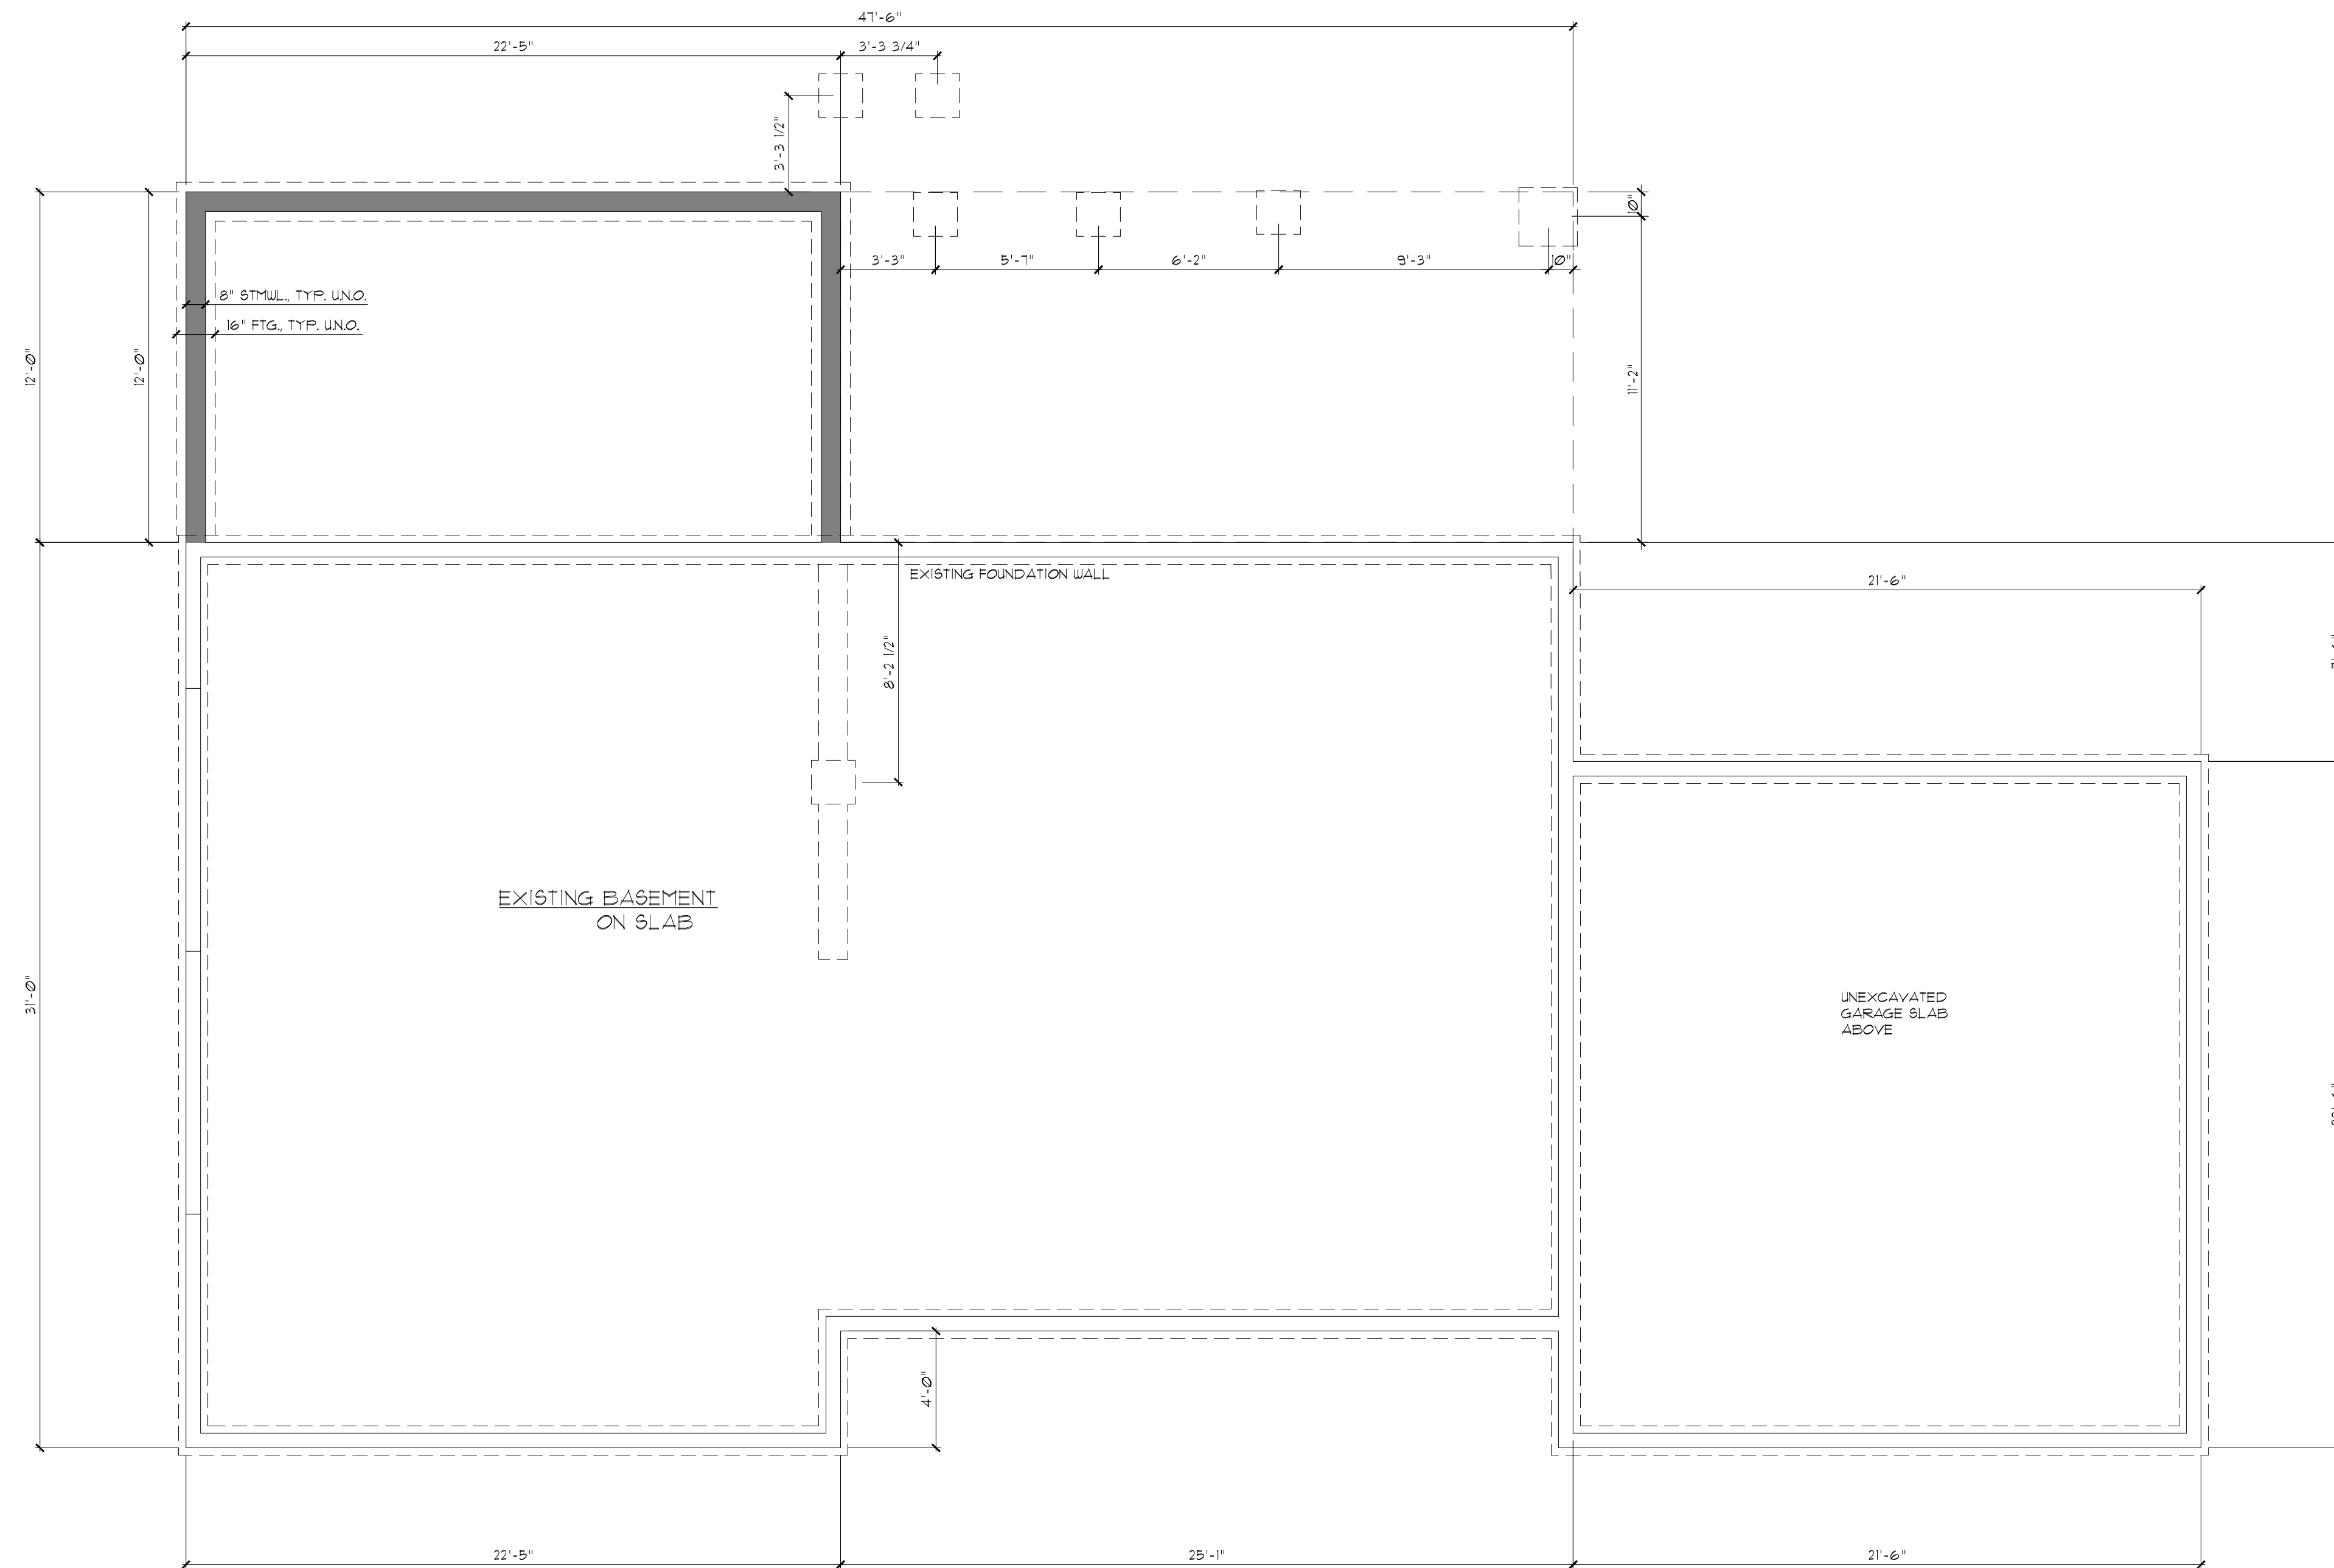 47'-6"
22'-5"
3'-3 3/4"
3'-3 1/2"
10"
3'-3"
5'-7"
6'-2"
9'-3"
10"
8" STMWL., TYP. U.N.O.
16" FTG., TYP. U.N.O.
12'-0"
12'-0"
11'-2"
EXISTING FOUNDATION WALL
21'-6"
8'-2 1/2"
EXISTING BASEMENT
ON SLAB
31'-0"
UNEXCAVATED
GARAGE SLAB
ABOVE
4'-0"
22'-5"
25'-1"
21'-6"